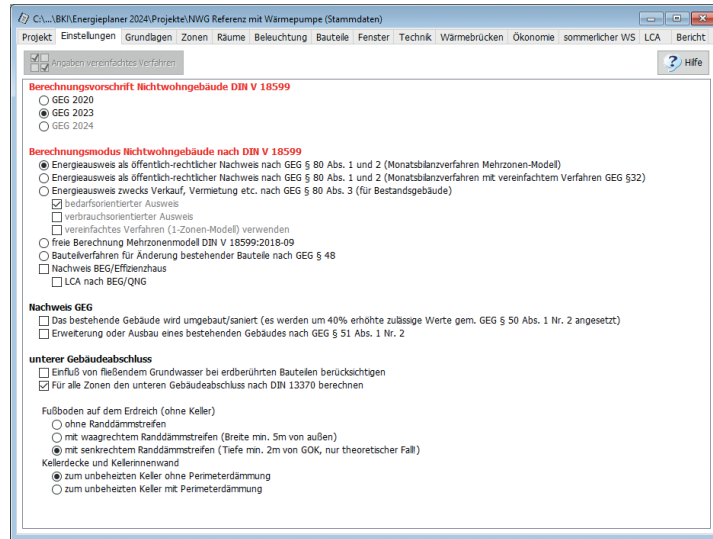 C:\...\BKI\Energieplaner 2024\Projekte\NWG Referenz mit Wärmepumpe (Stammdaten)
Projekt Einstellungen Grundlagen Zonen Räume Beleuchtung Bauteile Fenster Technik Wärmebrücken Ökonomie sommerlicher WS LCA Bericht
Angaben vereinfachtes Verfahren
? Hilfe
Berechnungsvorschrift Nichtwohngebäude DIN V 18599
GEG 2020
GEG 2023
GEG 2024
Berechnungsmodus Nichtwohngebäude nach DIN V 18599
Energieausweis als öffentlich-rechtlicher Nachweis nach GEG § 80 Abs. 1 und 2 (Monatsbilanzverfahren Mehrzonen-Modell)
Energieausweis als öffentlich-rechtlicher Nachweis nach GEG § 80 Abs. 1 und 2 (Monatsbilanzverfahren mit vereinfachtem Verfahren GEG §32)
Energieausweis zwecks Verkauf, Vermietung etc. nach GEG § 80 Abs. 3 (für Bestandsgebäude)
bedarfsorientierter Ausweis
verbrauchsorientierter Ausweis
vereinfachtes Verfahren (1-Zonen-Modell) verwenden
freie Berechnung Mehrzonenmodell DIN V 18599:2018-09
Bauteilverfahren für Änderung bestehender Bauteile nach GEG § 48
Nachweis BEG/Effizienzhaus
LCA nach BEG/QNG
Nachweis GEG
Das bestehende Gebäude wird umgebaut/saniert (es werden um 40% erhöhte zulässige Werte gem. GEG § 50 Abs. 1 Nr. 2 angesetzt)
Erweiterung oder Ausbau eines bestehenden Gebäudes nach GEG § 51 Abs. 1 Nr. 2
unterer Gebäudeabschluss
Einfluß von fließendem Grundwasser bei erdberührten Bauteilen berücksichtigen
Für alle Zonen den unteren Gebäudeabschluss nach DIN 13370 berechnen
Fußboden auf dem Erdreich (ohne Keller)
ohne Randdämmstreifen
mit waagrechtem Randdämmstreifen (Breite min. 5m von außen)
mit senkrechtem Randdämmstreifen (Tiefe min. 2m von GOK, nur theoretischer Fall!)
Kellerdecke und Kellerinnenwand
zum unbeheizten Keller ohne Perimeterdämmung
zum unbeheizten Keller mit Perimeterdämmung